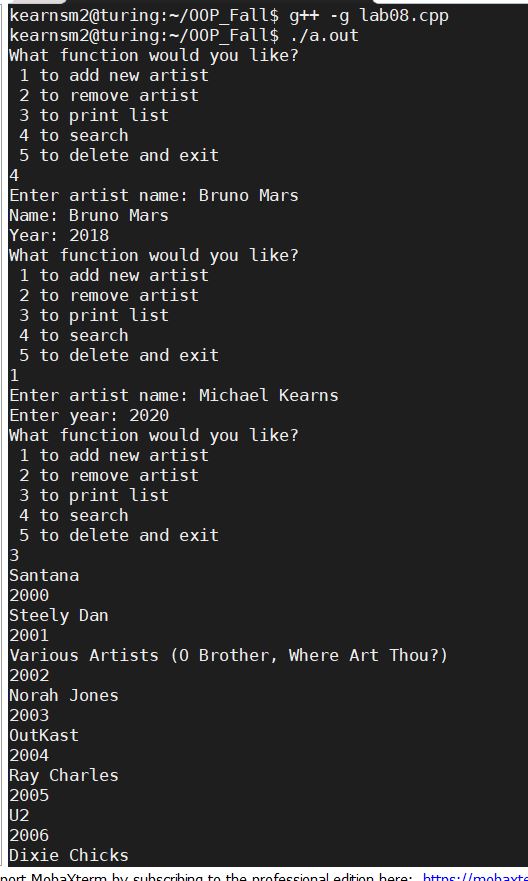 kearnsm2@turing:~/OOP_Fall$ g++ -g lab08.cpp
kearnsm2@turing:~/OOP_Fall$ ./a.out
What function would you like?
 1 to add new artist
 2 to remove artist
 3 to print list
 4 to search
 5 to delete and exit
4
Enter artist name: Bruno Mars
Name: Bruno Mars
Year: 2018
What function would you like?
 1 to add new artist
 2 to remove artist
 3 to print list
 4 to search
 5 to delete and exit
1
Enter artist name: Michael Kearns
Enter year: 2020
What function would you like?
 1 to add new artist
 2 to remove artist
 3 to print list
 4 to search
 5 to delete and exit
3
Santana
2000
Steely Dan
2001
Various Artists (O Brother, Where Art Thou?)
2002
Norah Jones
2003
OutKast
2004
Ray Charles
2005
U2
2006
Dixie Chicks
port MobaXterm by subscribing to the professional edition here: https://mobaxte